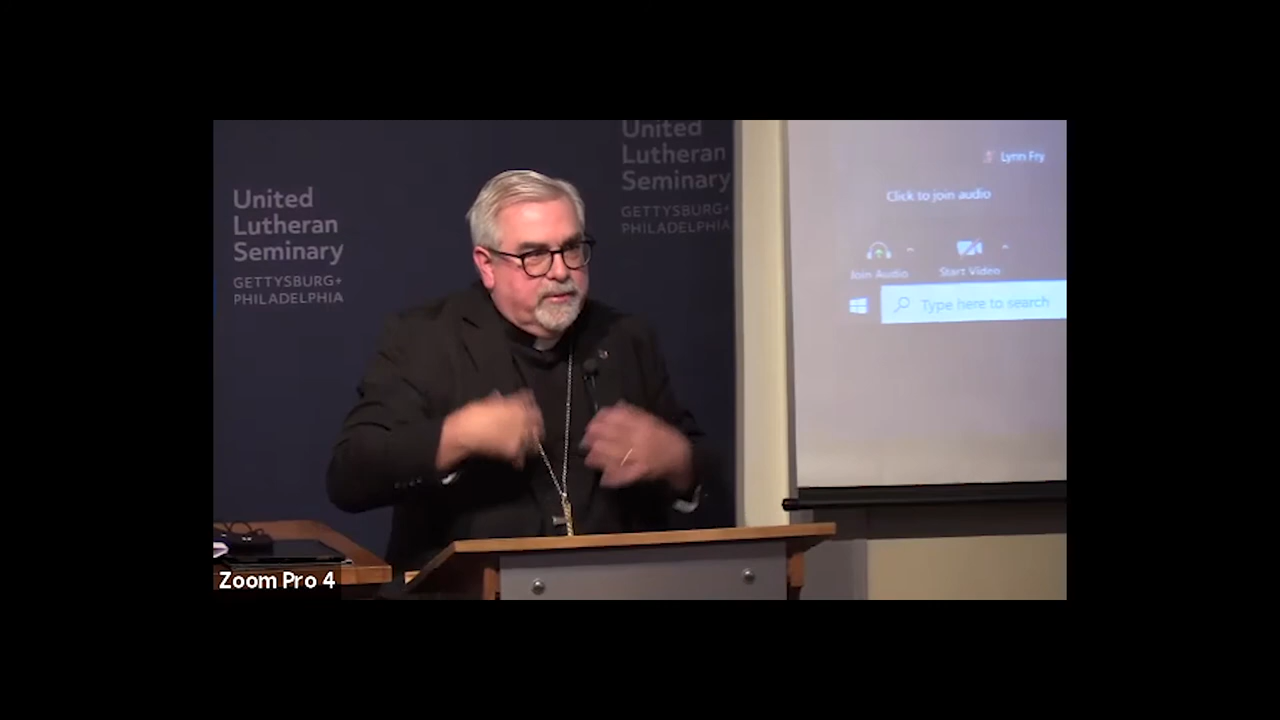 United
Lutheran
Seminary
GETTYSBURG+
PHILADELPHIA
United
Lutheran
Seminary
GETTYSBURG+
PHILADELPHIA
Lynn Fry
Click to join audio
Join Audio
Start Video
Type here to search
Zoom Pro 4